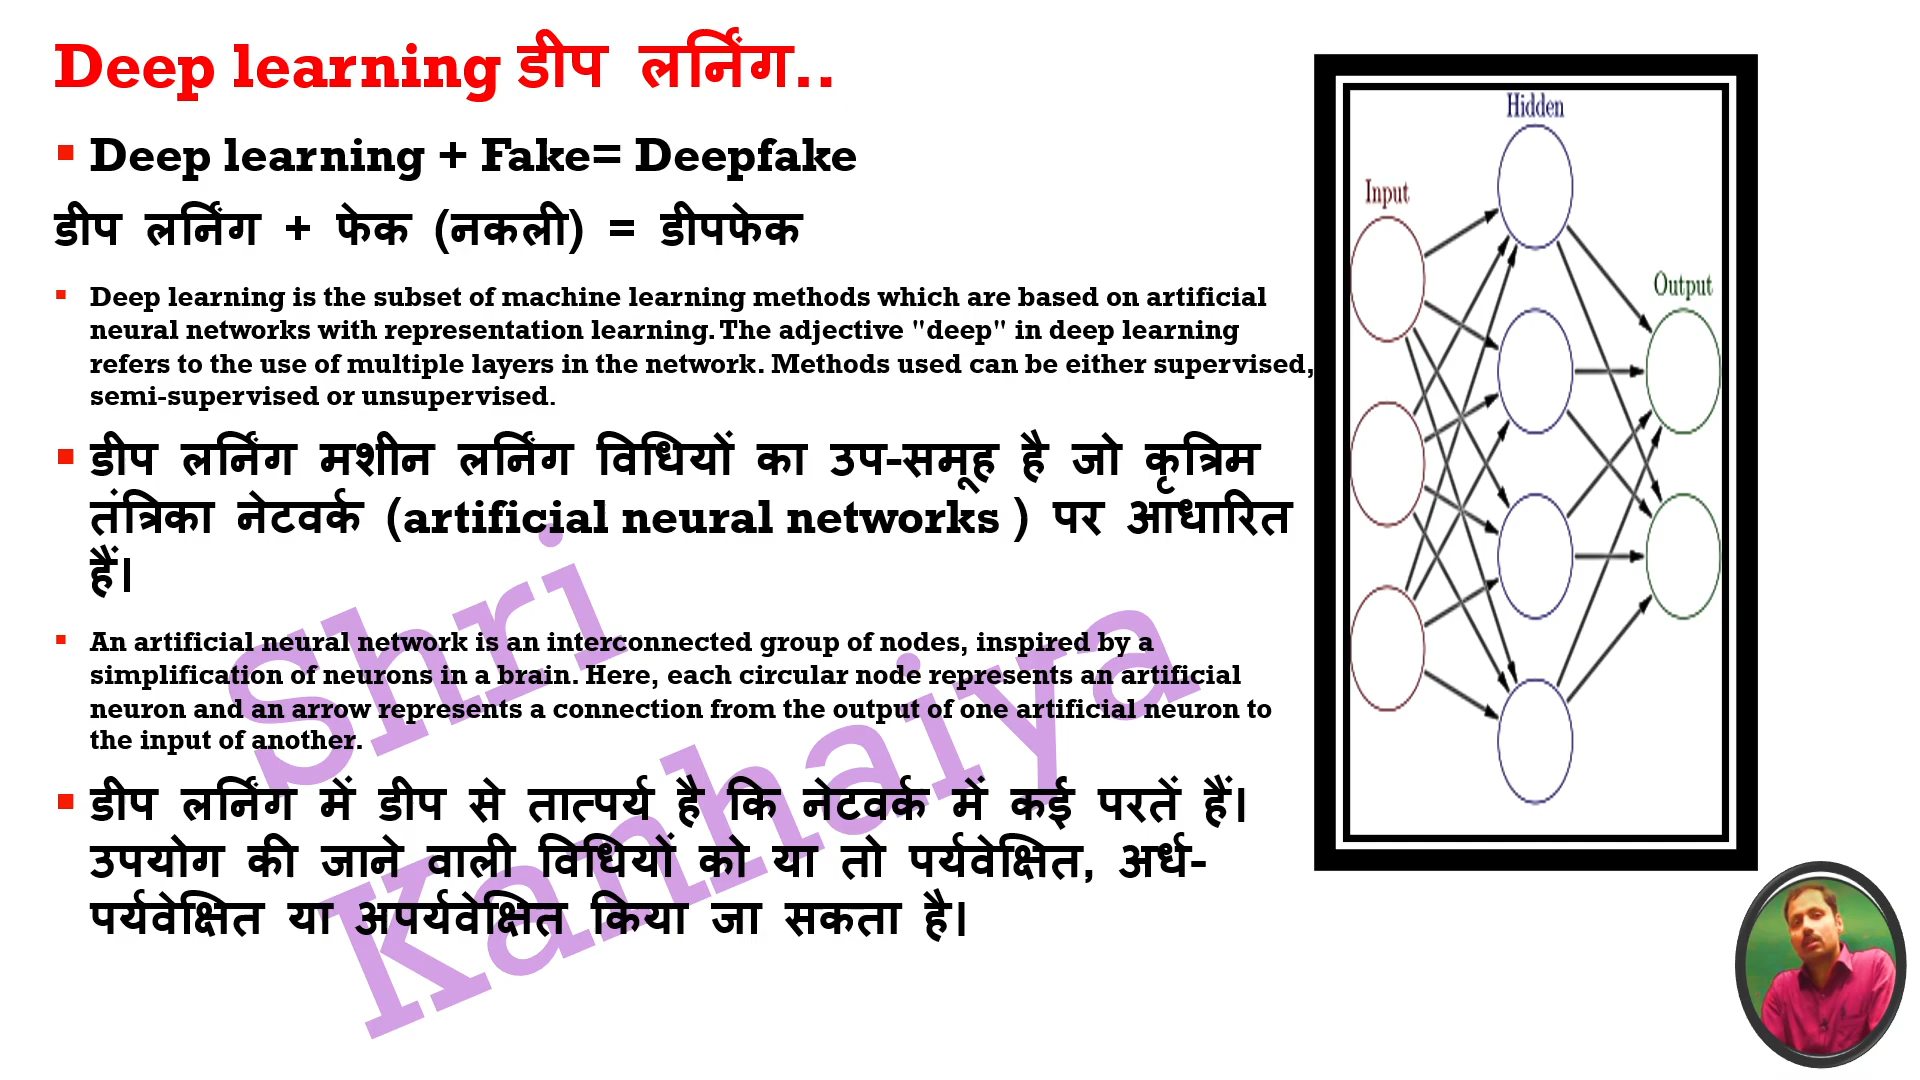 Deep learning डीप लर्निंग..
Deep learning + Fake= Deepfake
डीप लर्निंग + फेक (नकली) = डीपफेक
Deep learning is the subset of machine learning methods which are based on artificial
neural networks with representation learning. The adjective "deep" in deep learning
refers to the use of multiple layers in the network. Methods used can be either supervised,
semi-supervised or unsupervised.
डीप लर्निंग मशीन लर्निंग विधियों का उप-समूह है जो कृत्रिम
तंत्रिका नेटवर्क (artificial neural networks ) पर आधारित
हैं।
An artificial neural network is an interconnected group of nodes, inspired by a
simplification of neurons in a brain. Here, each circular node represents an artificial
neuron and an arrow represents a connection from the output of one artificial neuron to
the input of another.
डीप लर्निंग में डीप से तात्पर्य है कि नेटवर्क में कई परतें हैं।
उपयोग की जाने वाली विधियों को या तो पर्यवेक्षित, अर्ध-
पर्यवेक्षित या अपर्यवेक्षित किया जा सकता है।
Shri
Kanhaiya
Hidden
Input
Output